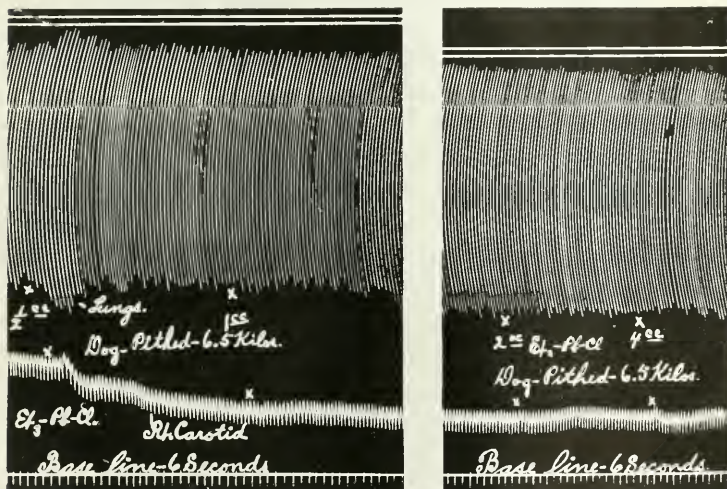 ½ cc
Lungs.
1 cc
Dog-Pithed-6.5 Kilos.
Et₃-Pb-Cl.
Rt. Carotid
Base line-6 Seconds
2 cc Et₃-Pb-Cl 4 cc
Dog-Pithed-6.5 Kilos.
Base line-6 Seconds